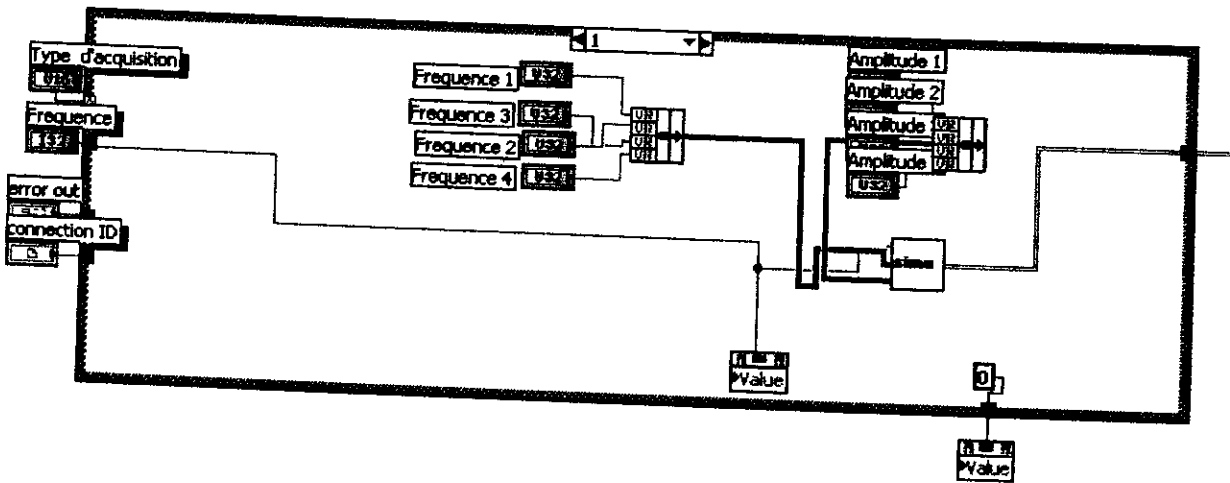 1
Type d'acquisition
U16
Frequence
I32
error out
connection ID
Frequence 1
U32
Frequence 3
U32
Frequence 2
U32
Frequence 4
U32
Amplitude 1
Amplitude 2
Amplitude
Amplitude
U32
Value
0
Value